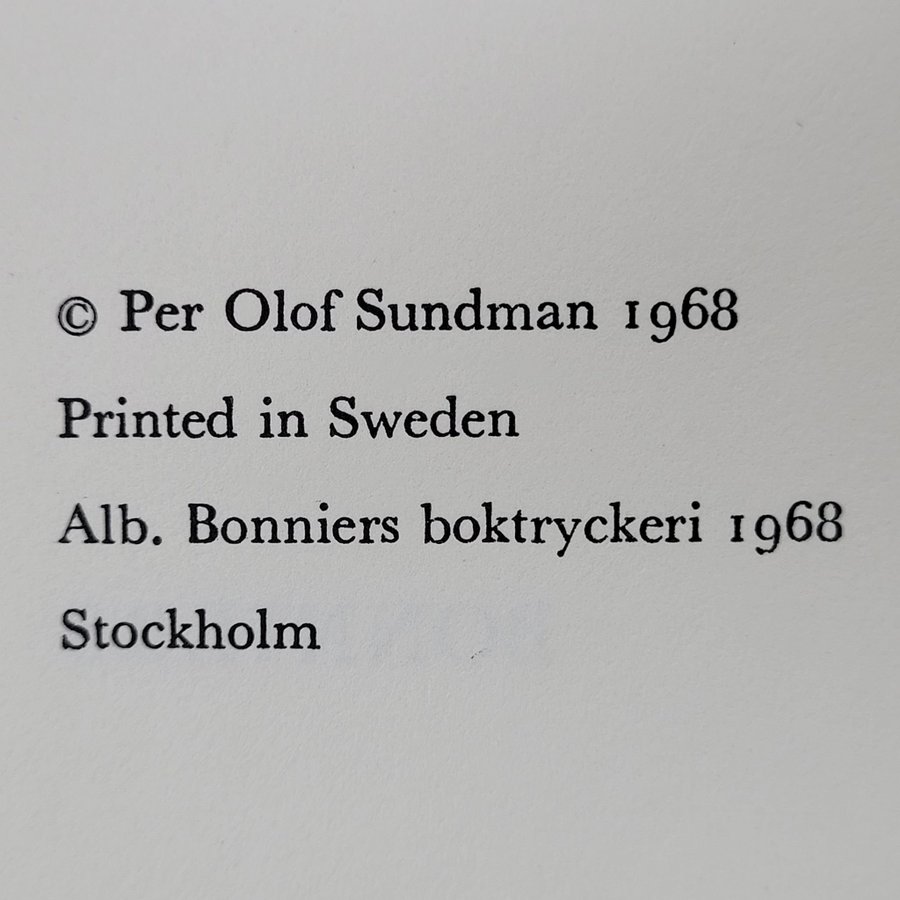 © Per Olof Sundman 1968
Printed in Sweden
Alb. Bonniers boktryckeri 1968
Stockholm